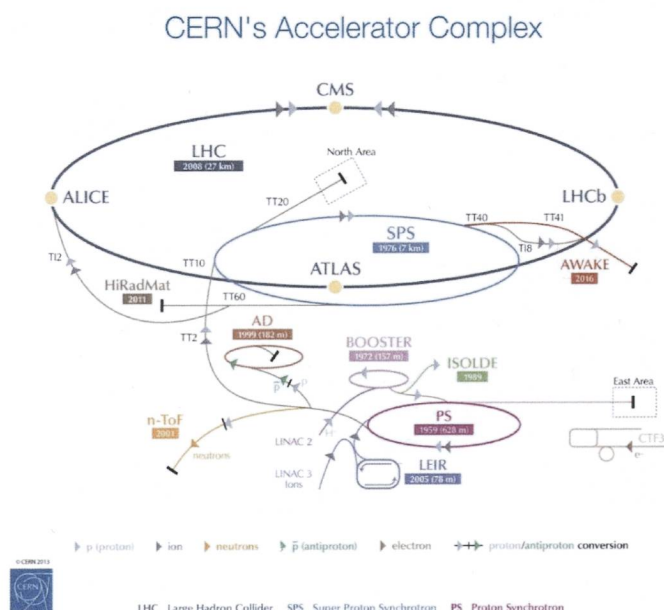 CERN's Accelerator Complex
CMS
LHC
2008 (27 km)
North Area
ALICE
LHCb
TT20
TT40
TT41
SPS
1976 (7 km)
TI2
TT10
TI8
ATLAS
AWAKE
2016
HiRadMat
2011
TT60
AD
1999 (182 m)
TT2
BOOSTER
1972 (157 m)
ISOLDE
1989
p̄
p
East Area
n-ToF
2001
PS
1959 (628 m)
LINAC 2
neutrons
CTF3
e-
LEIR
2005 (78 m)
LINAC 3
Ions
p (proton) ion neutrons p̄ (antiproton) electron proton/antiproton conversion
© CERN 2013
CERN
LHC Large Hadron Collider SPS Super Proton Synchrotron PS Proton Synchrotron